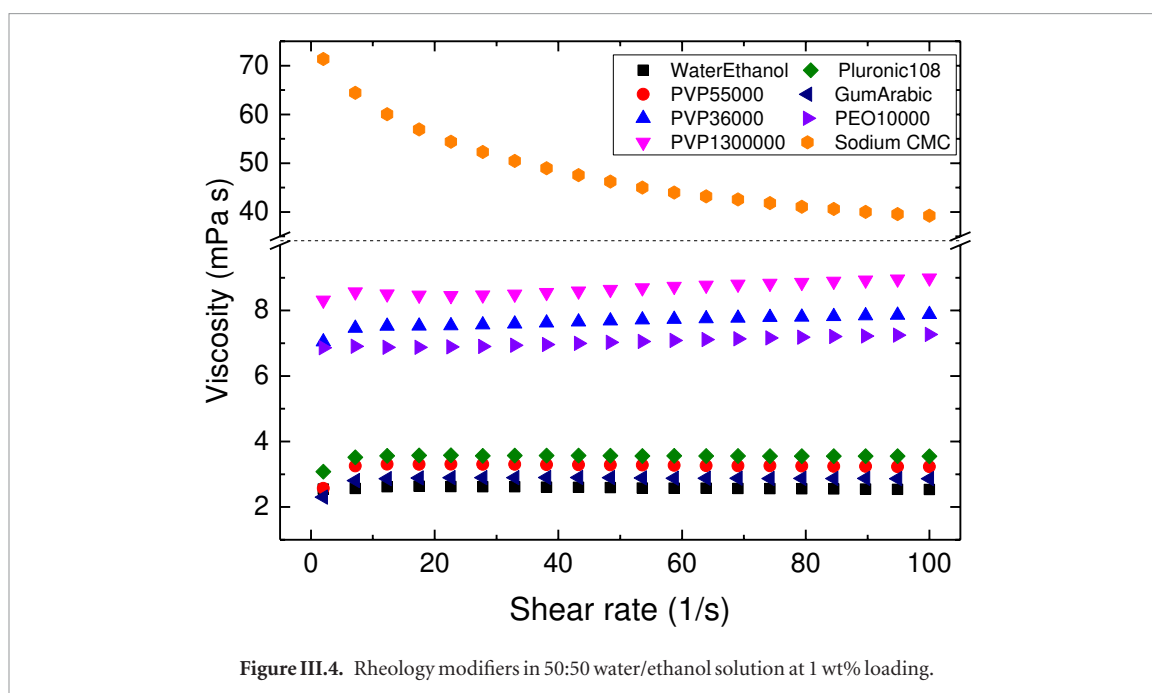 70
60
50
40
8
6
4
2
Viscosity (mPa s)
WaterEthanol
PVP55000
PVP36000
PVP1300000
Pluronic108
GumArabic
PEO10000
Sodium CMC
0 20 40 60 80 100
Shear rate (1/s)
Figure III.4. Rheology modifiers in 50:50 water/ethanol solution at 1 wt% loading.